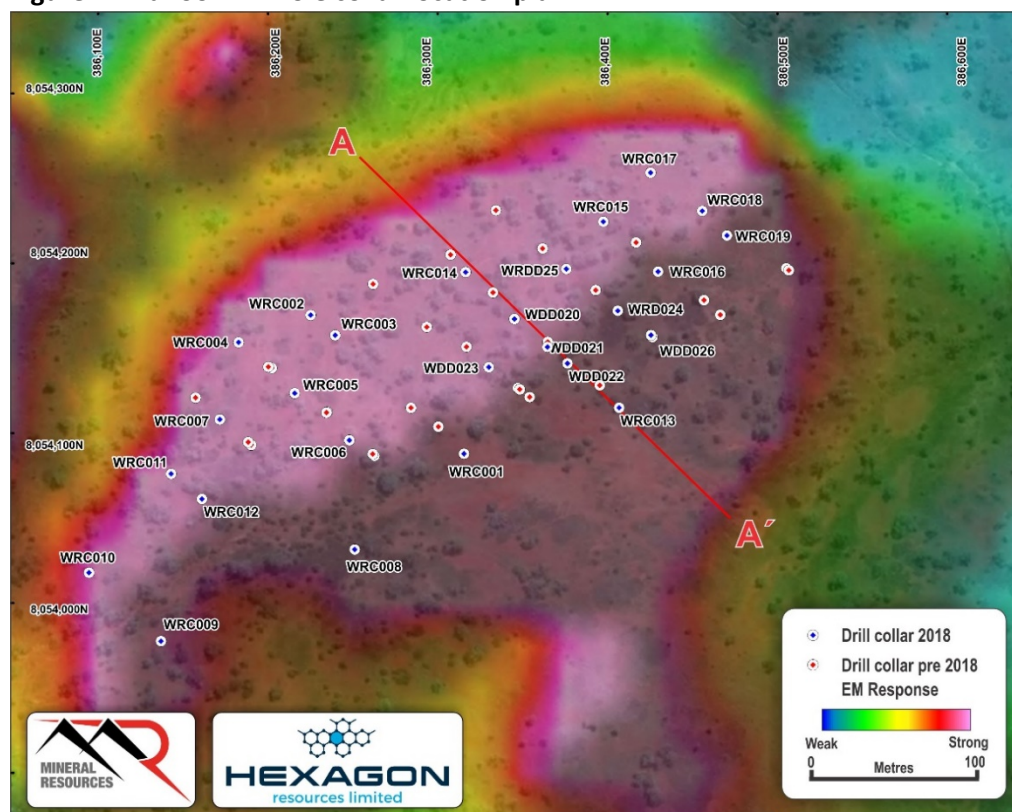 386,100E
386,200E
386,300E
386,400E
386,500E
386,600E
8,054,300N
A
WRC017
WRC018
WRC015
WRC019
8,054,200N
WRC014
WRDD25
WRC016
WRC002
WRC003
WDD020
WRD024
WRC004
WDD021
WDD026
WDD023
WDD022
WRC005
WRC013
WRC007
8,054,100N
WRC006
WRC001
WRC011
WRC012
A´
WRC010
WRC008
8,054,000N
WRC009
Drill collar 2018
Drill collar pre 2018
EM Response
Weak Strong
0 Metres 100
MINERAL
RESOURCES
HEXAGON
resources limited